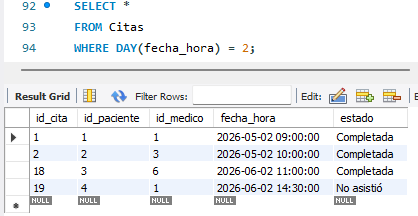 92 SELECT *
93 FROM Citas
94 WHERE DAY(fecha_hora) = 2;
Result Grid Filter Rows: Edit:
id_cita id_paciente id_medico fecha_hora estado
1 1 1 2026-05-02 09:00:00 Completada
2 2 3 2026-05-02 10:00:00 Completada
18 3 6 2026-06-02 11:00:00 Completada
19 4 1 2026-06-02 14:30:00 No asistió
NULL NULL NULL NULL NULL